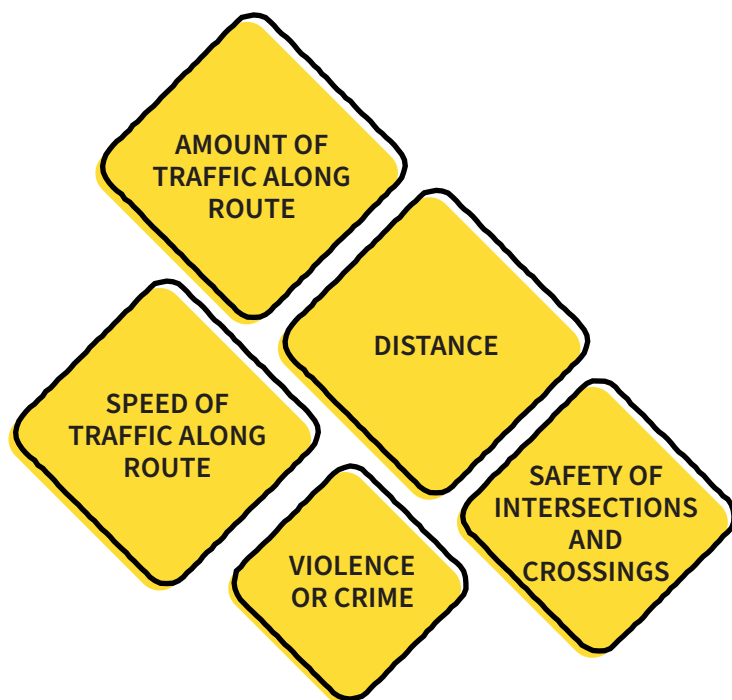 AMOUNT OF
TRAFFIC ALONG
ROUTE
DISTANCE
SPEED OF
TRAFFIC ALONG
ROUTE
SAFETY OF
INTERSECTIONS
AND
CROSSINGS
VIOLENCE
OR CRIME